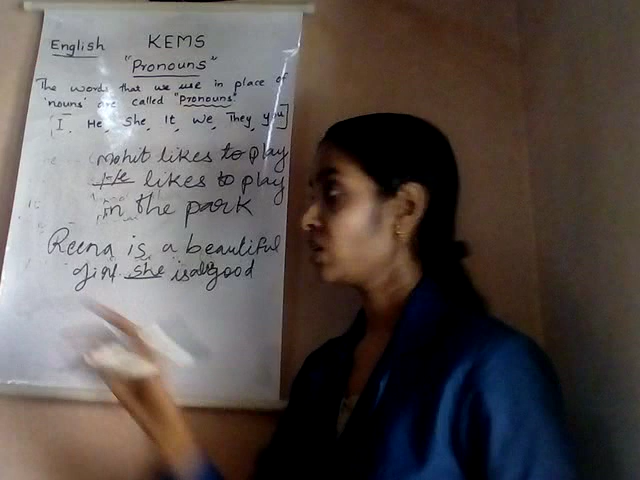 English KEMS
"Pronouns"
The words that we use in place of
'nouns' are called "Pronouns"
[I, He, She, It, We, They, you]
Mohit likes to play
He likes to play
in the park
Reena is a beautiful
girl she is good